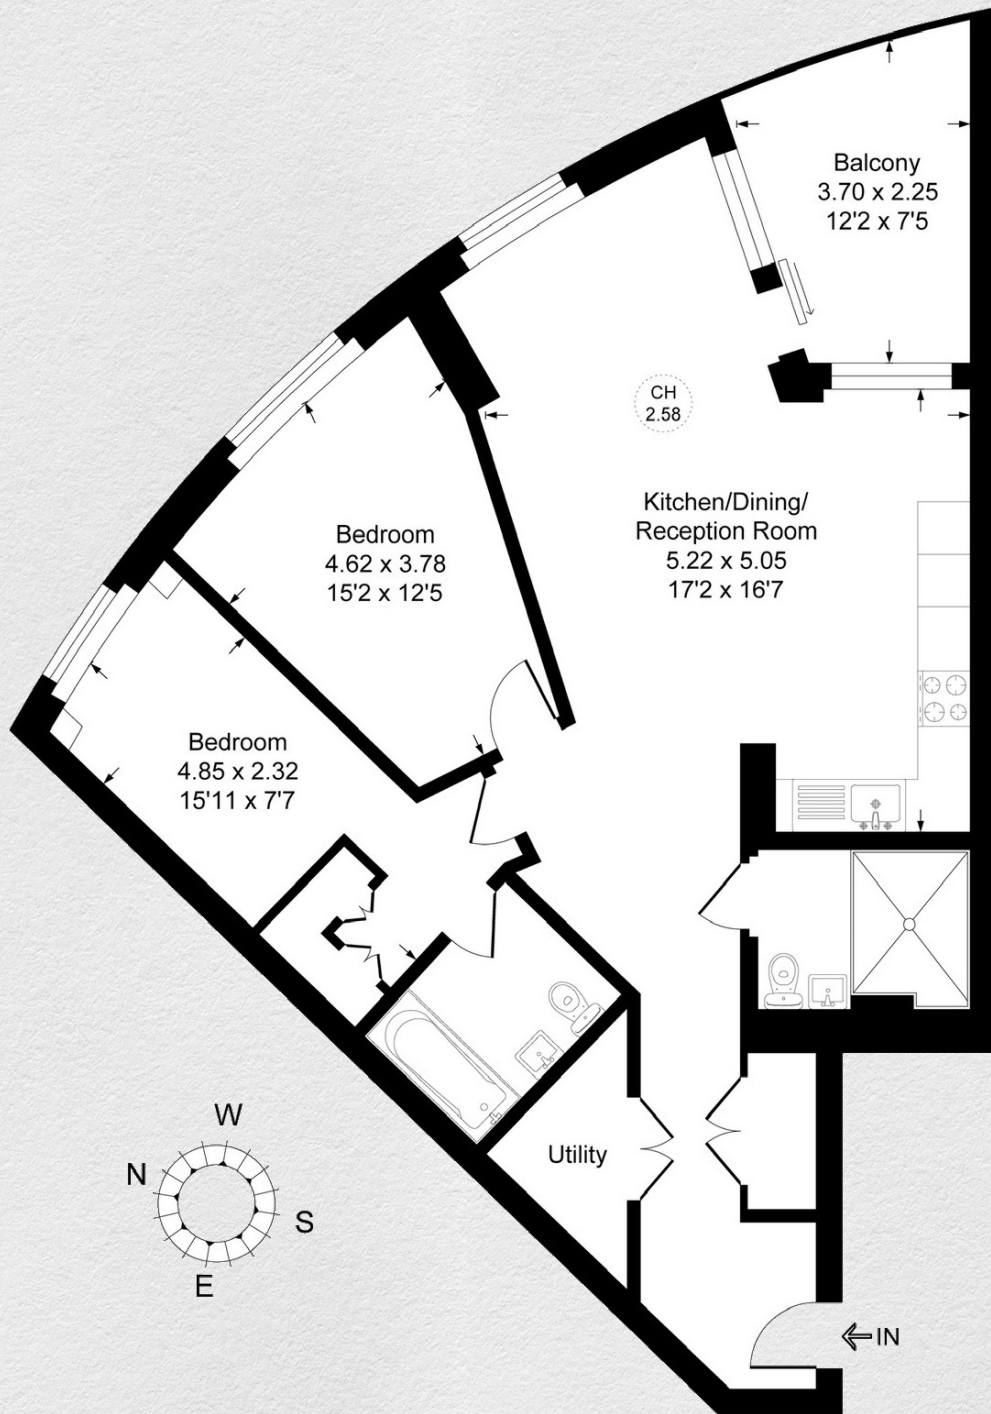 Balcony
3.70 x 2.25
12'2 x 7'5
CH
2.58
Kitchen/Dining/
Reception Room
5.22 x 5.05
17'2 x 16'7
Bedroom
4.62 x 3.78
15'2 x 12'5
Bedroom
4.85 x 2.32
15'11 x 7'7
Utility
W
N
S
E
IN